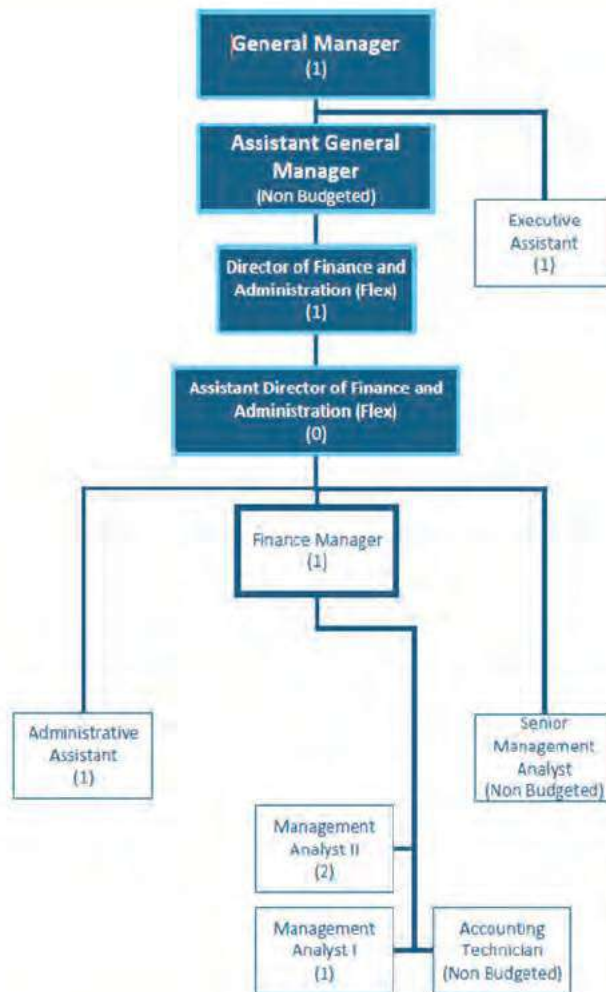 General Manager
(1)
Assistant General
Manager
(Non Budgeted)
Executive
Assistant
(1)
Director of Finance and
Administration (Flex)
(1)
Assistant Director of Finance and
Administration (Flex)
(0)
Finance Manager
(1)
Administrative
Assistant
(1)
Senior
Management
Analyst
(Non Budgeted)
Management
Analyst II
(2)
Management
Analyst I
(1)
Accounting
Technician
(Non Budgeted)